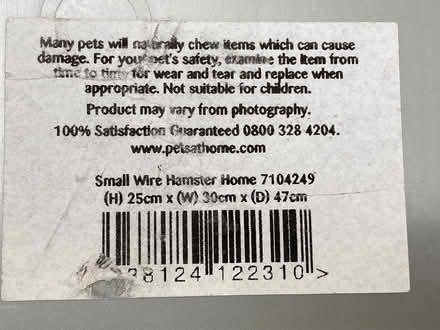 Many pets will naturally chew items which can cause
damage. For your pet's safety, examine the item from
time to time for wear and tear and replace when
appropriate. Not suitable for children.
Product may vary from photography.
100% Satisfaction Guaranteed 0800 328 4204.
www.petsathome.com
Small Wire Hamster Home 7104249
(H) 25cm x (W) 30cm x (D) 47cm
38124 122310 >